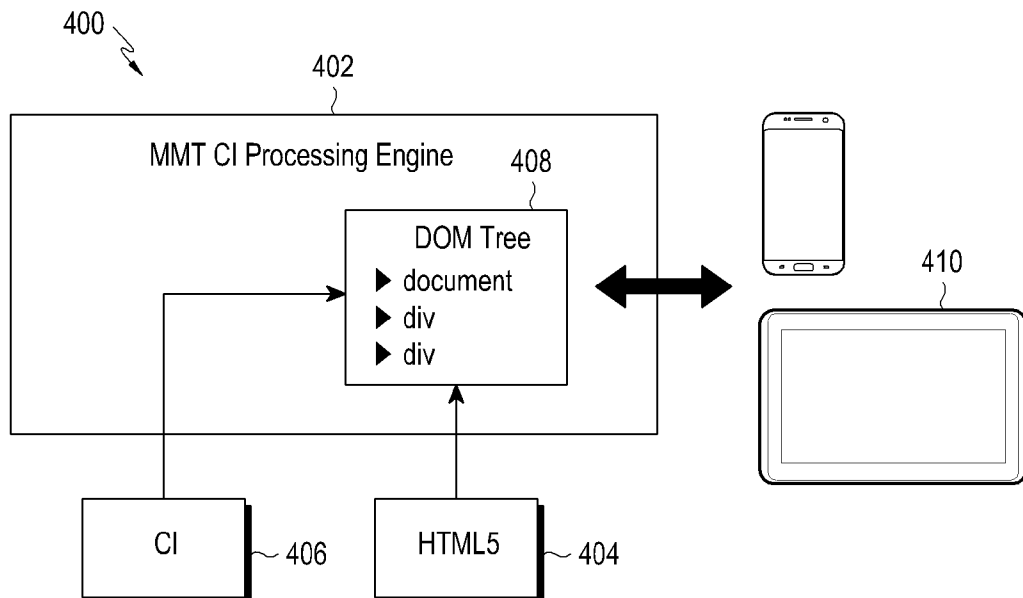 400
402
MMT CI Processing Engine
408
DOM Tree
document
div
div
410
CI
406
HTML5
404